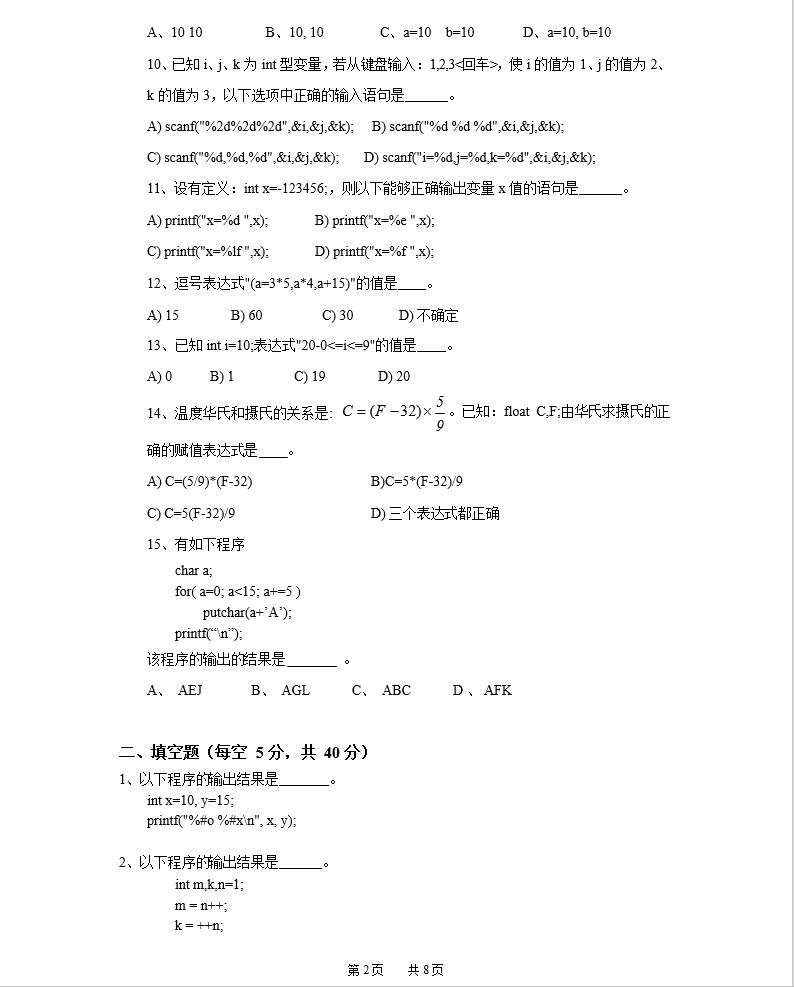 A、10 10 B、10, 10 C、a=10 b=10 D、a=10, b=10
10、已知 i、j、k 为 int 型变量，若从键盘输入：1,2,3<回车>，使 i 的值为 1、j 的值为 2、
k 的值为 3，以下选项中正确的输入语句是______。
A) scanf("%2d%2d%2d",&i,&j,&k); B) scanf("%d %d %d",&i,&j,&k);
C) scanf("%d,%d,%d",&i,&j,&k); D) scanf("i=%d,j=%d,k=%d",&i,&j,&k);
11、设有定义：int x=-123456;，则以下能够正确输出变量 x 值的语句是______。
A) printf("x=%d ",x); B) printf("x=%e ",x);
C) printf("x=%lf ",x); D) printf("x=%f ",x);
12、逗号表达式"(a=3*5,a*4,a+15)"的值是____。
A) 15 B) 60 C) 30 D) 不确定
13、已知 int i=10;表达式"20-0<=i<=9"的值是____。
A) 0 B) 1 C) 19 D) 20
14、温度华氏和摄氏的关系是: C=(F−32)×5/9 。已知：float C,F;由华氏求摄氏的正
确的赋值表达式是____。
A) C=(5/9)*(F-32) B)C=5*(F-32)/9
C) C=5(F-32)/9 D) 三个表达式都正确
15、有如下程序
char a;
for( a=0; a<15; a+=5 )
putchar(a+’A’);
printf(“\n”);
该程序的输出的结果是_______ 。
A、 AEJ B、 AGL C、 ABC D 、AFK
二、填空题（每空 5 分，共 40 分）
1、以下程序的输出结果是_______。
int x=10, y=15;
printf("%#o %#x\n", x, y);
2、以下程序的输出结果是______。
int m,k,n=1;
m = n++;
k = ++n;
第 2 页 共 8 页